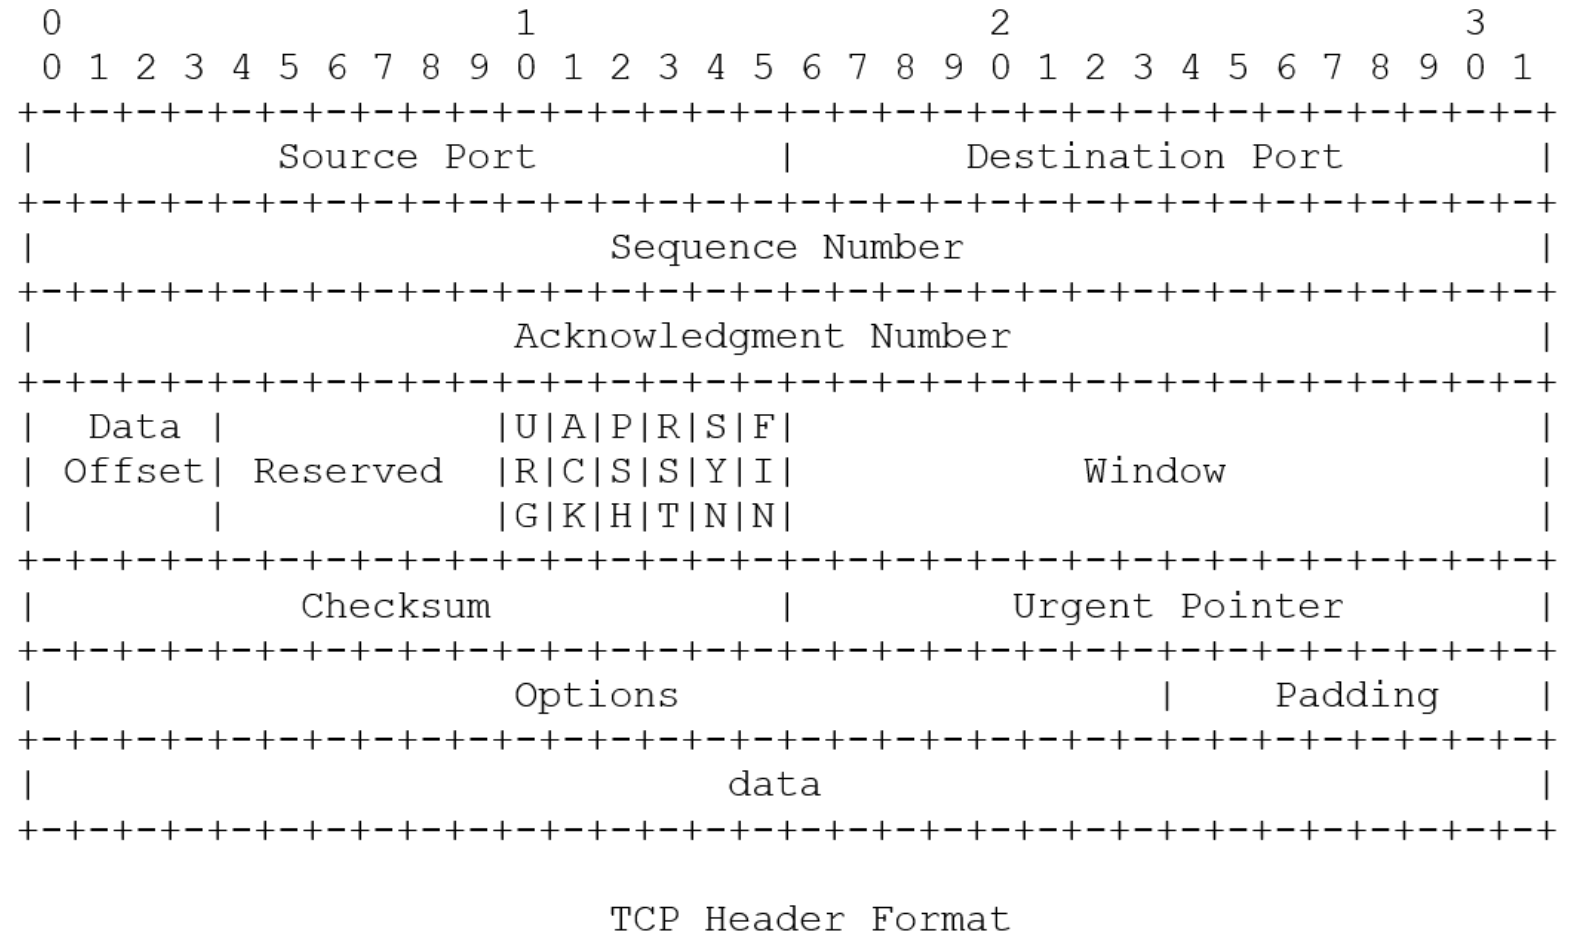 0                   1                   2                   3
 0 1 2 3 4 5 6 7 8 9 0 1 2 3 4 5 6 7 8 9 0 1 2 3 4 5 6 7 8 9 0 1
+-+-+-+-+-+-+-+-+-+-+-+-+-+-+-+-+-+-+-+-+-+-+-+-+-+-+-+-+-+-+-+-+
|          Source Port          |       Destination Port        |
+-+-+-+-+-+-+-+-+-+-+-+-+-+-+-+-+-+-+-+-+-+-+-+-+-+-+-+-+-+-+-+-+
|                        Sequence Number                        |
+-+-+-+-+-+-+-+-+-+-+-+-+-+-+-+-+-+-+-+-+-+-+-+-+-+-+-+-+-+-+-+-+
|                    Acknowledgment Number                      |
+-+-+-+-+-+-+-+-+-+-+-+-+-+-+-+-+-+-+-+-+-+-+-+-+-+-+-+-+-+-+-+-+
|  Data |           |U|A|P|R|S|F|                               |
| Offset| Reserved  |R|C|S|S|Y|I|            Window             |
|       |           |G|K|H|T|N|N|                               |
+-+-+-+-+-+-+-+-+-+-+-+-+-+-+-+-+-+-+-+-+-+-+-+-+-+-+-+-+-+-+-+-+
|           Checksum            |         Urgent Pointer        |
+-+-+-+-+-+-+-+-+-+-+-+-+-+-+-+-+-+-+-+-+-+-+-+-+-+-+-+-+-+-+-+-+
|                    Options                    |    Padding    |
+-+-+-+-+-+-+-+-+-+-+-+-+-+-+-+-+-+-+-+-+-+-+-+-+-+-+-+-+-+-+-+-+
|                             data                              |
+-+-+-+-+-+-+-+-+-+-+-+-+-+-+-+-+-+-+-+-+-+-+-+-+-+-+-+-+-+-+-+-+
                         TCP Header Format